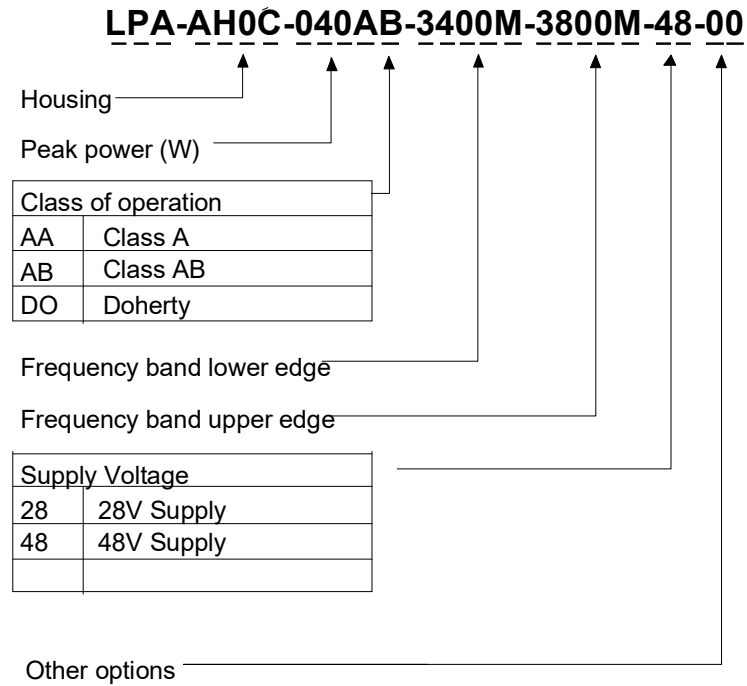 LPA-AH0C-040AB-3400M-3800M-48-00
Housing
Peak power (W)
Class of operation
AA Class A
AB Class AB
DO Doherty
Frequency band lower edge
Frequency band upper edge
Supply Voltage
28 28V Supply
48 48V Supply
Other options